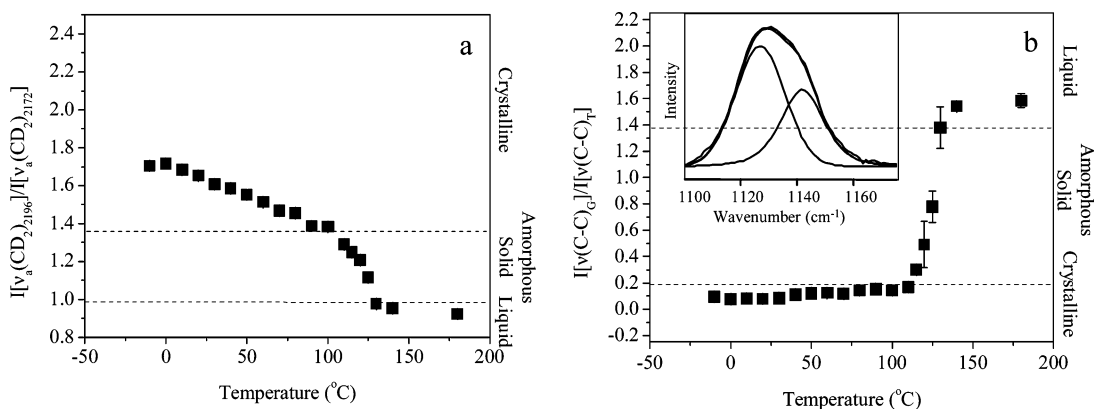 a
2.4
2.2
2.0
1.8
1.6
1.4
1.2
1.0
0.8
-50
0
50
100
150
200
Temperature (°C)
I[νₐ(CD₂)₂₁₉₆]/I[νₐ(CD₂)₂₁₇₂]
Crystalline
Amorphous
Solid
Liquid
b
2.2
2.0
1.8
1.6
1.4
1.2
1.0
0.8
0.6
0.4
0.2
0.0
-0.2
-50
0
50
100
150
200
Temperature (°C)
I[ν(C-C)G]/I[ν(C-C)T]
Intensity
1100
1120
1140
1160
Wavenumber (cm⁻¹)
Liquid
Amorphous
Solid
Crystalline